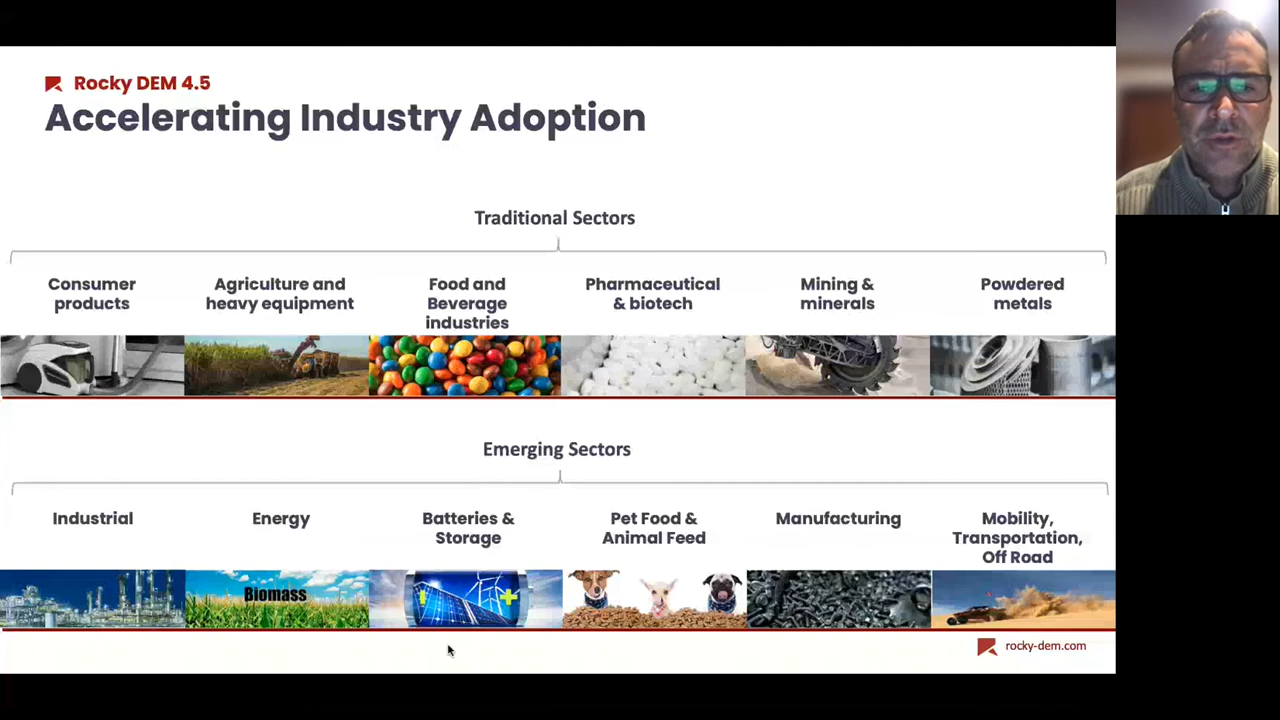 Rocky DEM 4.5
Accelerating Industry Adoption
Traditional Sectors
Consumer
products
Agriculture and
heavy equipment
Food and
Beverage
industries
Pharmaceutical
& biotech
Mining &
minerals
Powdered
metals
Emerging Sectors
Industrial
Energy
Batteries &
Storage
Pet Food &
Animal Feed
Manufacturing
Mobility,
Transportation,
Off Road
Biomass
rocky-dem.com